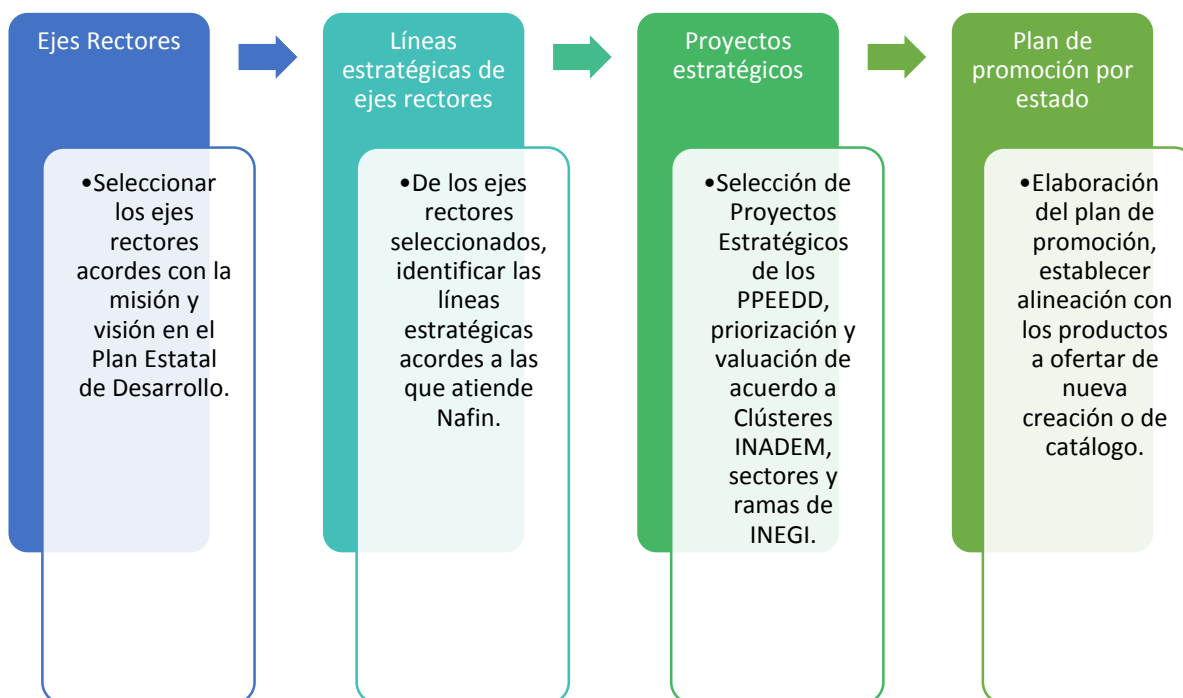 Ejes Rectores
•Seleccionar
los ejes
rectores
acordes con la
misión y
visión en el
Plan Estatal
de Desarrollo.
Líneas
estratégicas de
ejes rectores
•De los ejes
rectores
seleccionados,
identificar las
líneas
estratégicas
acordes a las
que atiende
Nafin.
Proyectos
estratégicos
•Selección de
Proyectos
Estratégicos
de los
PPEEDD,
priorización y
valuación de
acuerdo a
Clústeres
INADEM,
sectores y
ramas de
INEGI.
Plan de
promoción por
estado
•Elaboración
del plan de
promoción,
establecer
alineación con
los productos
a ofertar de
nueva
creación o de
catálogo.